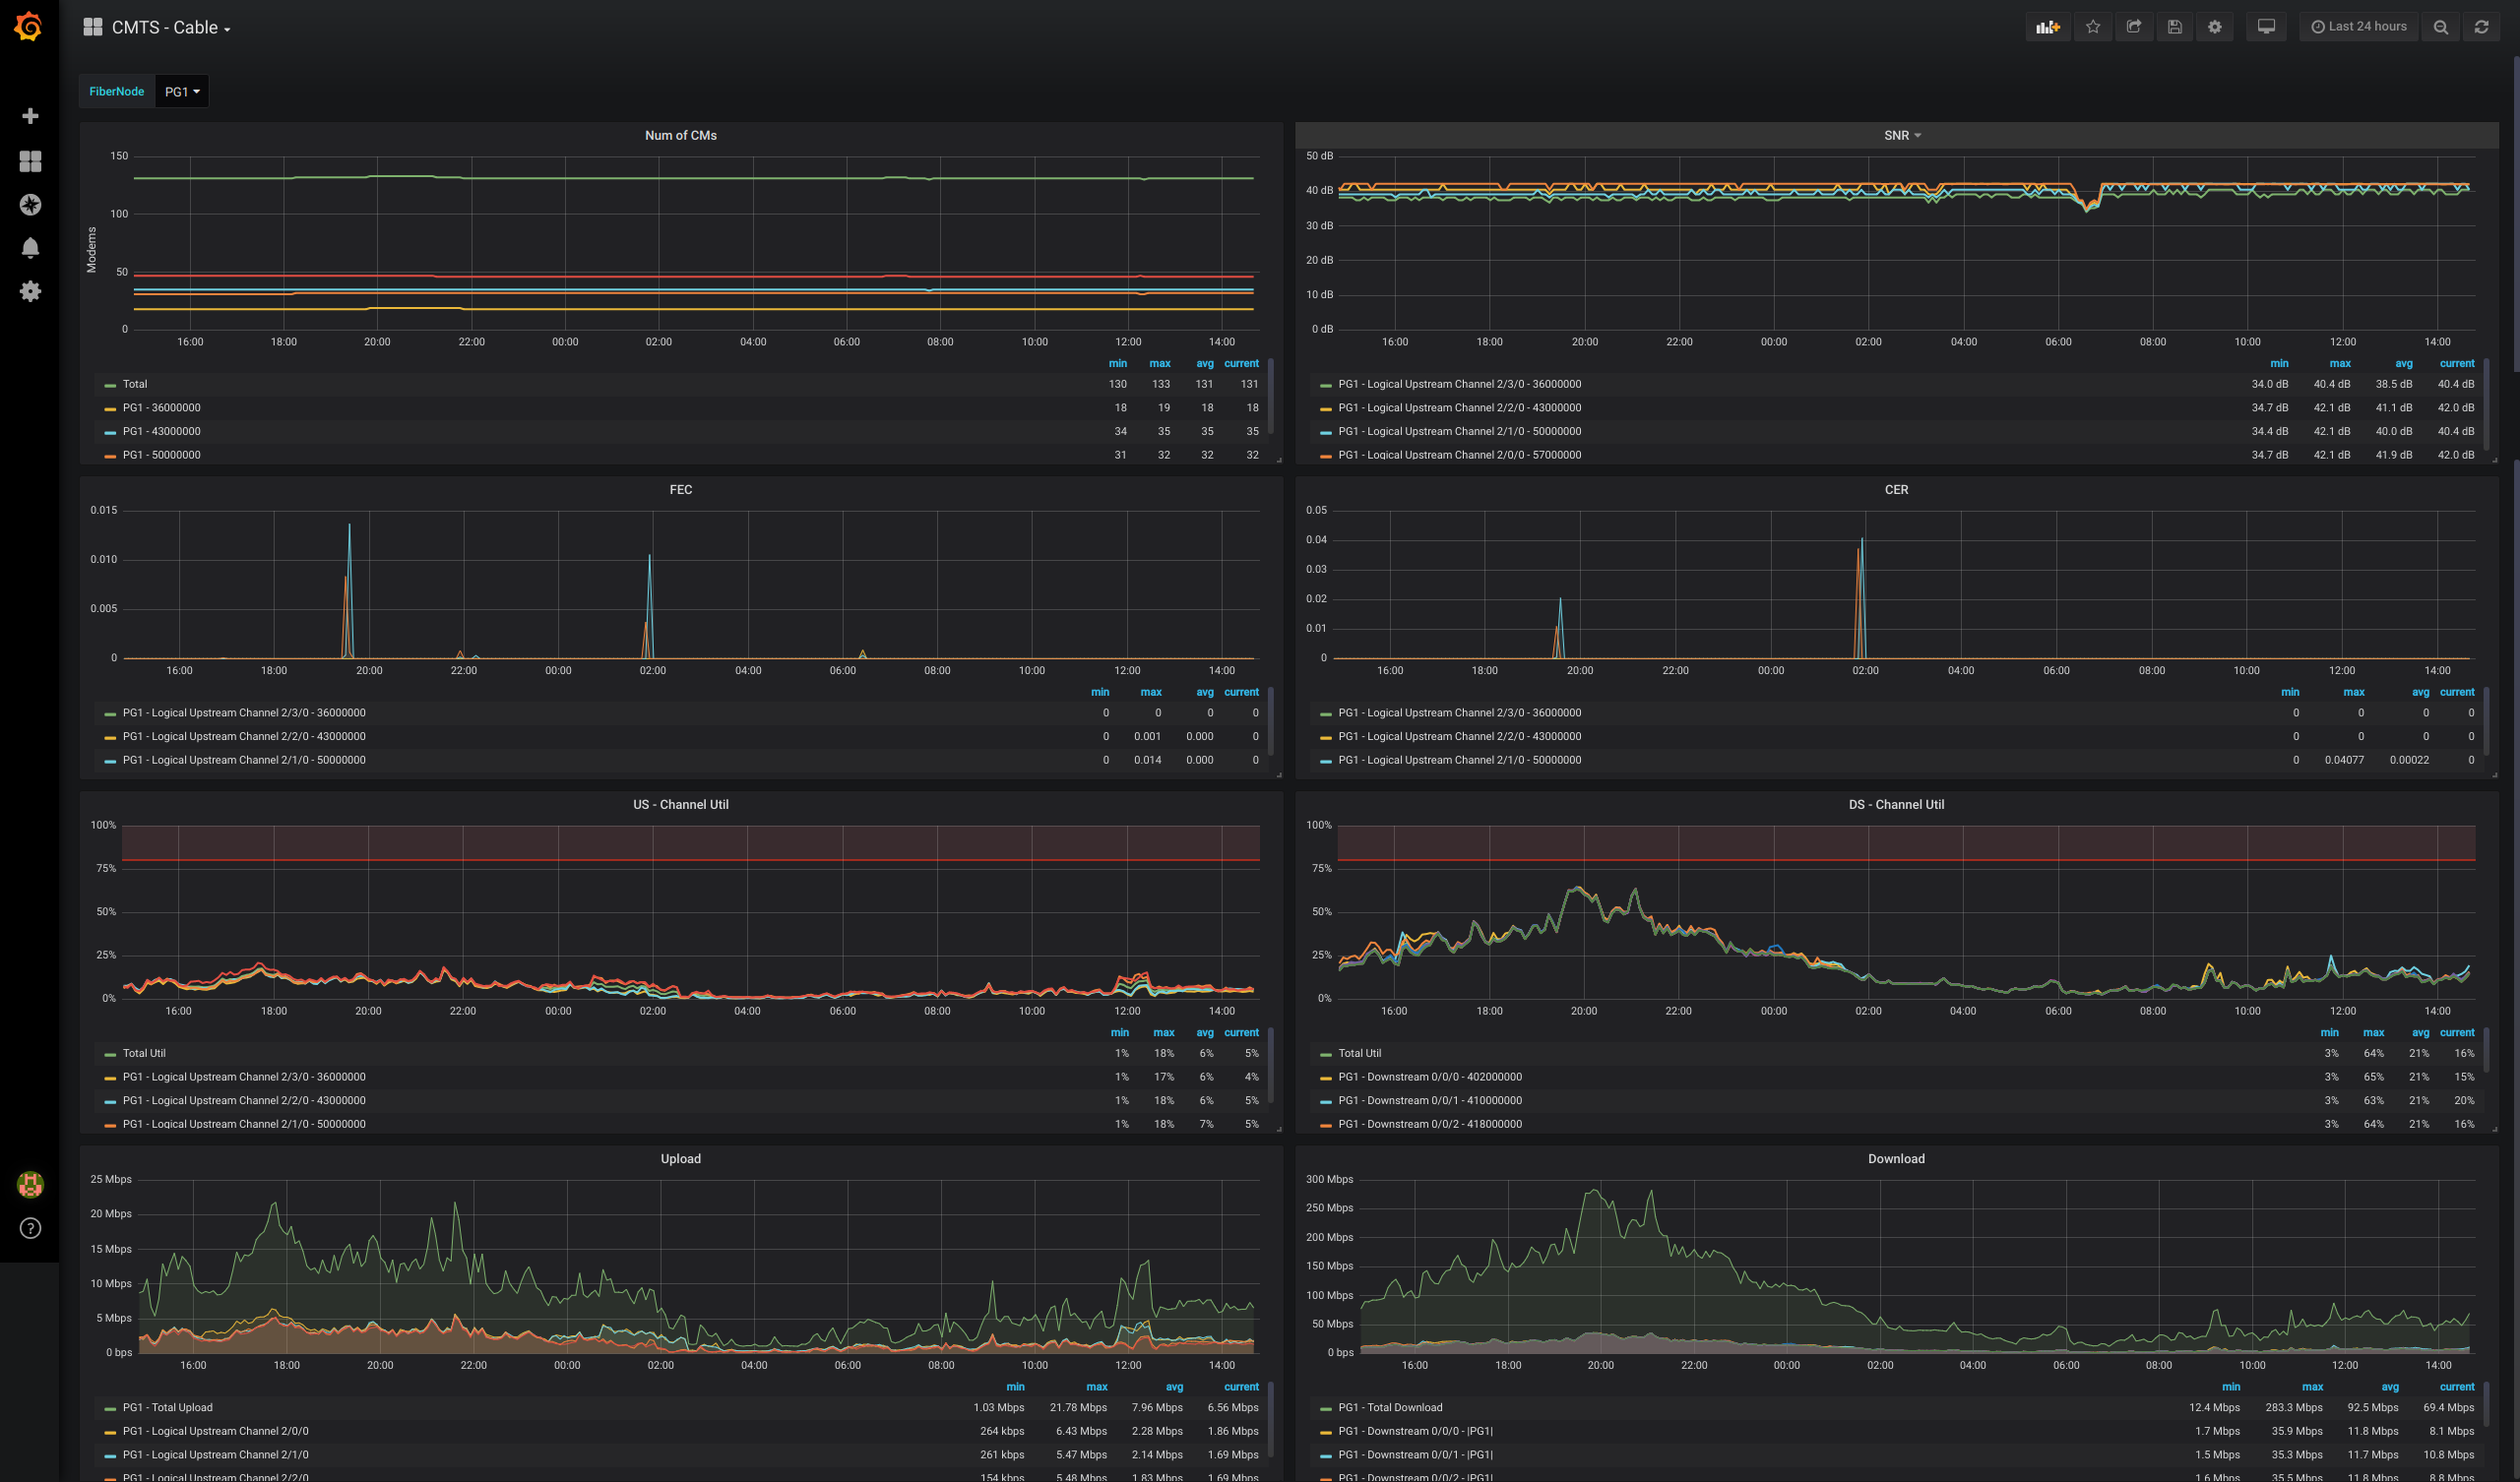 CMTS - Cable
Last 24 hours
FiberNode PG1
Num of CMs
Modems
150
100
50
0
16:00 18:00 20:00 22:00 00:00 02:00 04:00 06:00 08:00 10:00 12:00 14:00
min max avg current
Total 130 133 131 131
PG1 - 36000000 18 19 18 18
PG1 - 43000000 34 35 35 35
PG1 - 50000000 31 32 32 32
SNR
50 dB
40 dB
30 dB
20 dB
10 dB
0 dB
16:00 18:00 20:00 22:00 00:00 02:00 04:00 06:00 08:00 10:00 12:00 14:00
min max avg current
PG1 - Logical Upstream Channel 2/3/0 - 36000000 34.0 dB 40.4 dB 38.5 dB 40.4 dB
PG1 - Logical Upstream Channel 2/2/0 - 43000000 34.7 dB 42.1 dB 41.1 dB 42.0 dB
PG1 - Logical Upstream Channel 2/1/0 - 50000000 34.4 dB 42.1 dB 40.0 dB 40.4 dB
PG1 - Logical Upstream Channel 2/0/0 - 57000000 34.7 dB 42.1 dB 41.9 dB 42.0 dB
FEC
0.015
0.010
0.005
0
16:00 18:00 20:00 22:00 00:00 02:00 04:00 06:00 08:00 10:00 12:00 14:00
min max avg current
PG1 - Logical Upstream Channel 2/3/0 - 36000000 0 0 0 0
PG1 - Logical Upstream Channel 2/2/0 - 43000000 0 0.001 0.000 0
PG1 - Logical Upstream Channel 2/1/0 - 50000000 0 0.014 0.000 0
CER
0.05
0.04
0.03
0.02
0.01
0
16:00 18:00 20:00 22:00 00:00 02:00 04:00 06:00 08:00 10:00 12:00 14:00
min max avg current
PG1 - Logical Upstream Channel 2/3/0 - 36000000 0 0 0 0
PG1 - Logical Upstream Channel 2/2/0 - 43000000 0 0 0 0
PG1 - Logical Upstream Channel 2/1/0 - 50000000 0 0.04077 0.00022 0
US - Channel Util
100%
75%
50%
25%
0%
16:00 18:00 20:00 22:00 00:00 02:00 04:00 06:00 08:00 10:00 12:00 14:00
min max avg current
Total Util 1% 18% 6% 5%
PG1 - Logical Upstream Channel 2/3/0 - 36000000 1% 17% 6% 4%
PG1 - Logical Upstream Channel 2/2/0 - 43000000 1% 18% 6% 5%
PG1 - Logical Upstream Channel 2/1/0 - 50000000 1% 18% 7% 5%
DS - Channel Util
100%
75%
50%
25%
0%
16:00 18:00 20:00 22:00 00:00 02:00 04:00 06:00 08:00 10:00 12:00 14:00
min max avg current
Total Util 3% 64% 21% 16%
PG1 - Downstream 0/0/0 - 402000000 3% 65% 21% 15%
PG1 - Downstream 0/0/1 - 410000000 3% 63% 21% 20%
PG1 - Downstream 0/0/2 - 418000000 3% 64% 21% 16%
Upload
25 Mbps
20 Mbps
15 Mbps
10 Mbps
5 Mbps
0 bps
16:00 18:00 20:00 22:00 00:00 02:00 04:00 06:00 08:00 10:00 12:00 14:00
min max avg current
PG1 - Total Upload 1.03 Mbps 21.78 Mbps 7.96 Mbps 6.56 Mbps
PG1 - Logical Upstream Channel 2/0/0 264 kbps 6.43 Mbps 2.28 Mbps 1.86 Mbps
PG1 - Logical Upstream Channel 2/1/0 261 kbps 5.47 Mbps 2.14 Mbps 1.69 Mbps
PG1 - Logical Upstream Channel 2/2/0 154 kbps 5.48 Mbps 1.83 Mbps 1.69 Mbps
Download
300 Mbps
250 Mbps
200 Mbps
150 Mbps
100 Mbps
50 Mbps
0 bps
16:00 18:00 20:00 22:00 00:00 02:00 04:00 06:00 08:00 10:00 12:00 14:00
min max avg current
PG1 - Total Download 12.4 Mbps 283.3 Mbps 92.5 Mbps 69.4 Mbps
PG1 - Downstream 0/0/0 - |PG1| 1.7 Mbps 35.9 Mbps 11.8 Mbps 8.1 Mbps
PG1 - Downstream 0/0/1 - |PG1| 1.5 Mbps 35.3 Mbps 11.7 Mbps 10.8 Mbps
PG1 - Downstream 0/0/2 - |PG1| 1.6 Mbps 35.5 Mbps 11.8 Mbps 8.8 Mbps